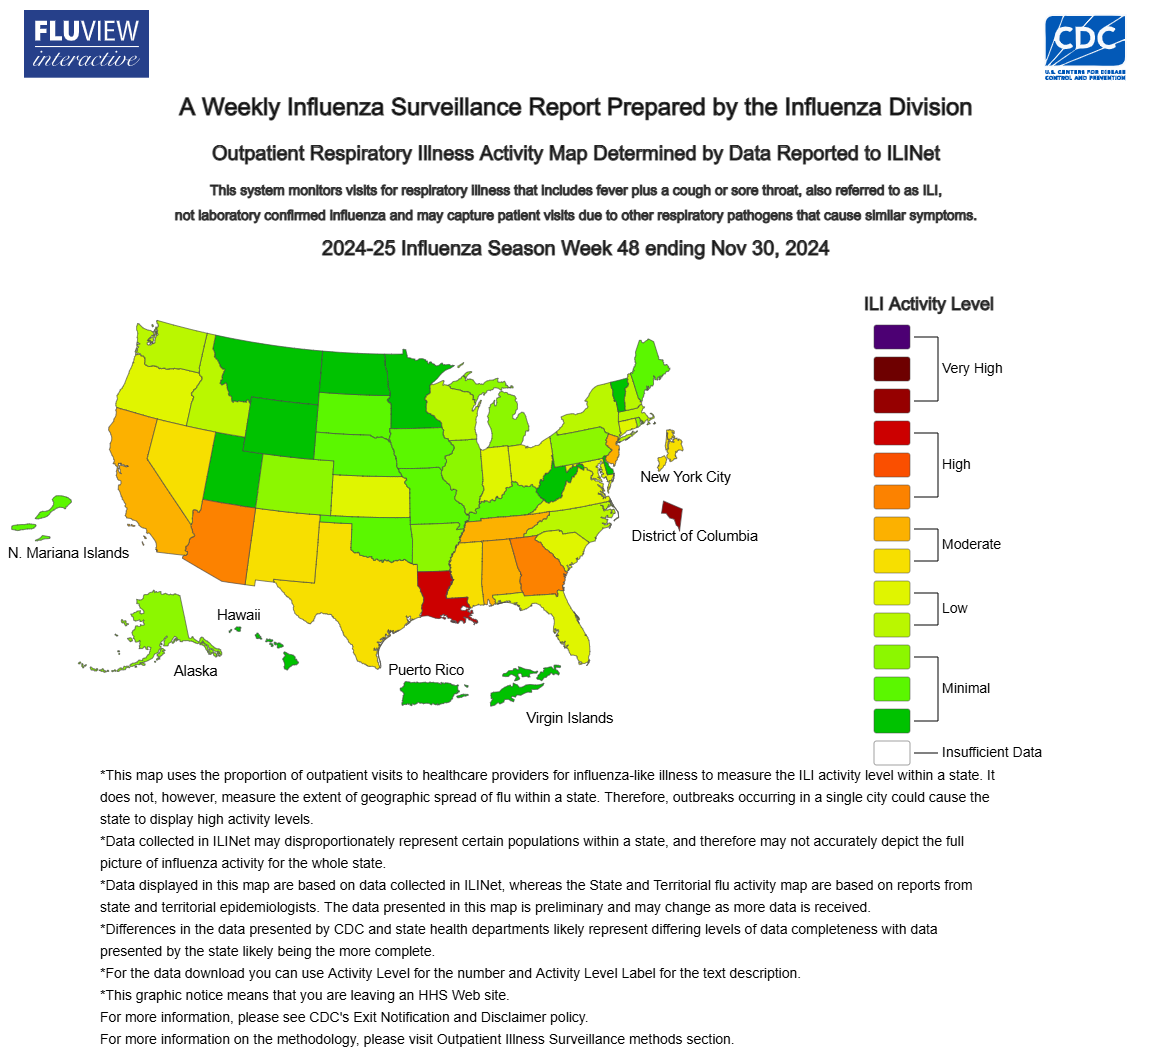 FLUVIEW
interactive
CDC
U.S. CENTERS FOR DISEASE
CONTROL AND PREVENTION
A Weekly Influenza Surveillance Report Prepared by the Influenza Division
Outpatient Respiratory Illness Activity Map Determined by Data Reported to ILINet
This system monitors visits for respiratory illness that includes fever plus a cough or sore throat, also referred to as ILI,
not laboratory confirmed influenza and may capture patient visits due to other respiratory pathogens that cause similar symptoms.
2024-25 Influenza Season Week 48 ending Nov 30, 2024
ILI Activity Level
Very High
High
Moderate
Low
Minimal
Insufficient Data
New York City
District of Columbia
N. Mariana Islands
Hawaii
Alaska
Puerto Rico
Virgin Islands
*This map uses the proportion of outpatient visits to healthcare providers for influenza-like illness to measure the ILI activity level within a state. It
does not, however, measure the extent of geographic spread of flu within a state. Therefore, outbreaks occurring in a single city could cause the
state to display high activity levels.
*Data collected in ILINet may disproportionately represent certain populations within a state, and therefore may not accurately depict the full
picture of influenza activity for the whole state.
*Data displayed in this map are based on data collected in ILINet, whereas the State and Territorial flu activity map are based on reports from
state and territorial epidemiologists. The data presented in this map is preliminary and may change as more data is received.
*Differences in the data presented by CDC and state health departments likely represent differing levels of data completeness with data
presented by the state likely being the more complete.
*For the data download you can use Activity Level for the number and Activity Level Label for the text description.
*This graphic notice means that you are leaving an HHS Web site.
For more information, please see CDC's Exit Notification and Disclaimer policy.
For more information on the methodology, please visit Outpatient Illness Surveillance methods section.